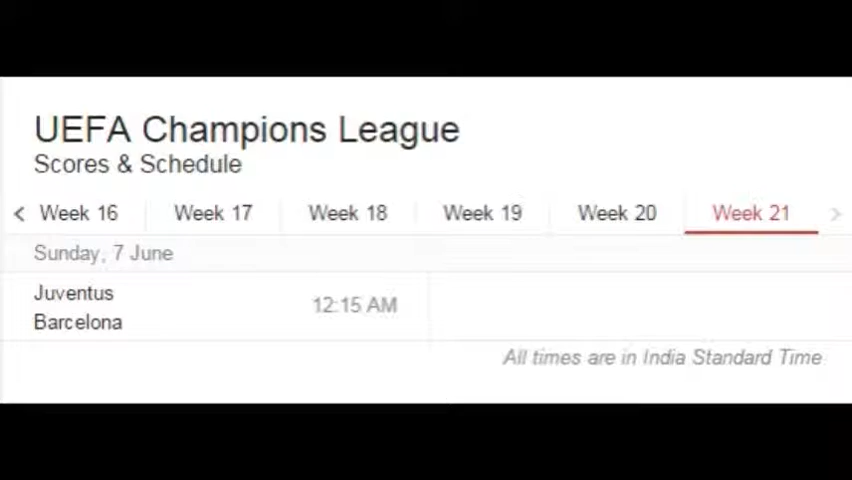 UEFA Champions League
Scores & Schedule
< Week 16 Week 17 Week 18 Week 19 Week 20 Week 21 >
Sunday, 7 June
Juventus
12:15 AM
Barcelona
All times are in India Standard Time